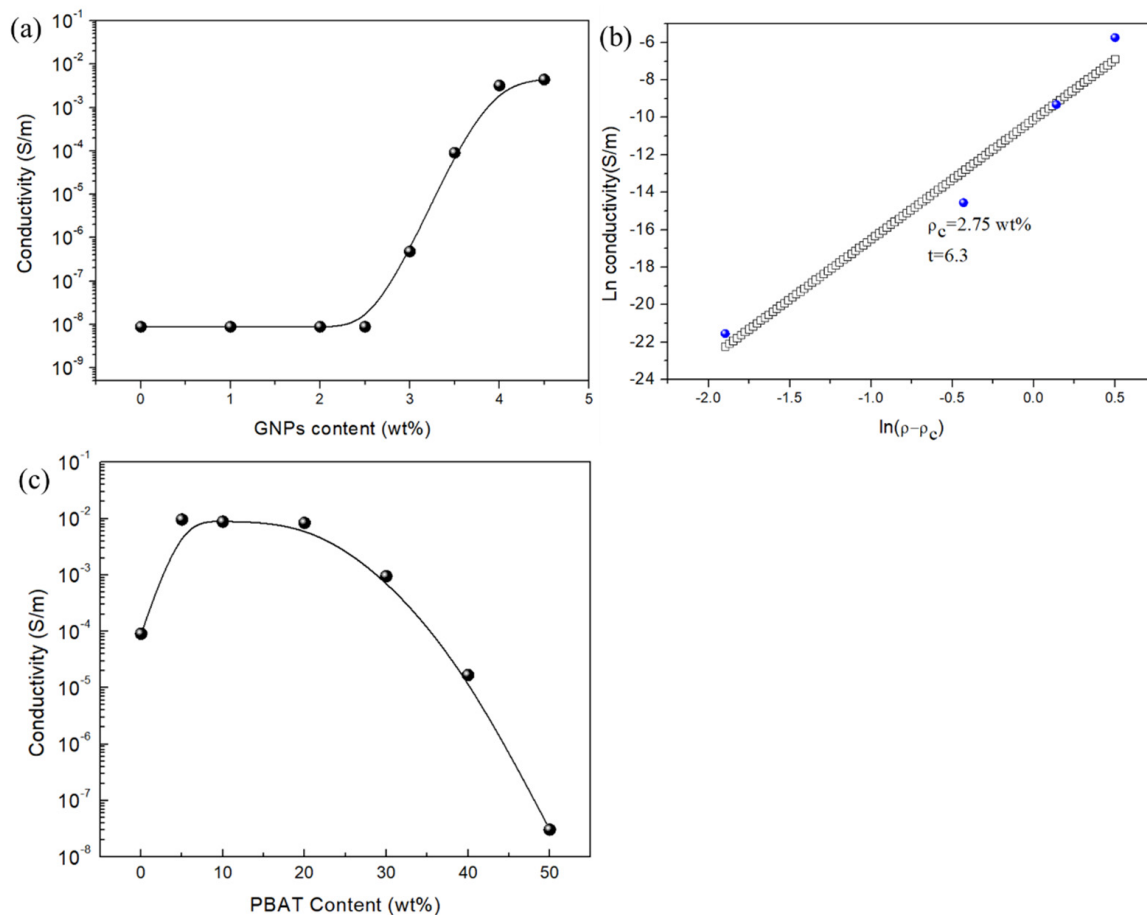 (a)
10^-1
10^-2
10^-3
10^-4
10^-5
10^-6
10^-7
10^-8
10^-9
Conductivity (S/m)
0 1 2 3 4 5
GNPs content (wt%)
(b)
-6
-8
-10
-12
-14
-16
-18
-20
-22
-24
Ln conductivity(S/m)
ρc=2.75 wt%
t=6.3
-2.0 -1.5 -1.0 -0.5 0.0 0.5
ln(ρ−ρc)
(c)
10^-1
10^-2
10^-3
10^-4
10^-5
10^-6
10^-7
10^-8
Conductivity (S/m)
0 10 20 30 40 50
PBAT Content (wt%)